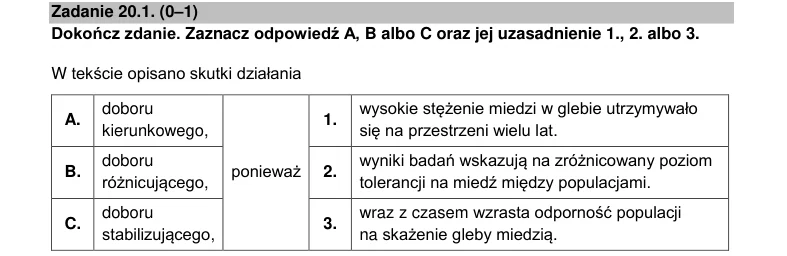 Zadanie 20.1. (0–1)
Dokończ zdanie. Zaznacz odpowiedź A, B albo C oraz jej uzasadnienie 1., 2. albo 3.
W tekście opisano skutki działania
A. doboru kierunkowego,
B. doboru różnicującego,
C. doboru stabilizującego,
ponieważ
1. wysokie stężenie miedzi w glebie utrzymywało
się na przestrzeni wielu lat.
2. wyniki badań wskazują na zróżnicowany poziom
tolerancji na miedź między populacjami.
3. wraz z czasem wzrasta odporność populacji
na skażenie gleby miedzią.